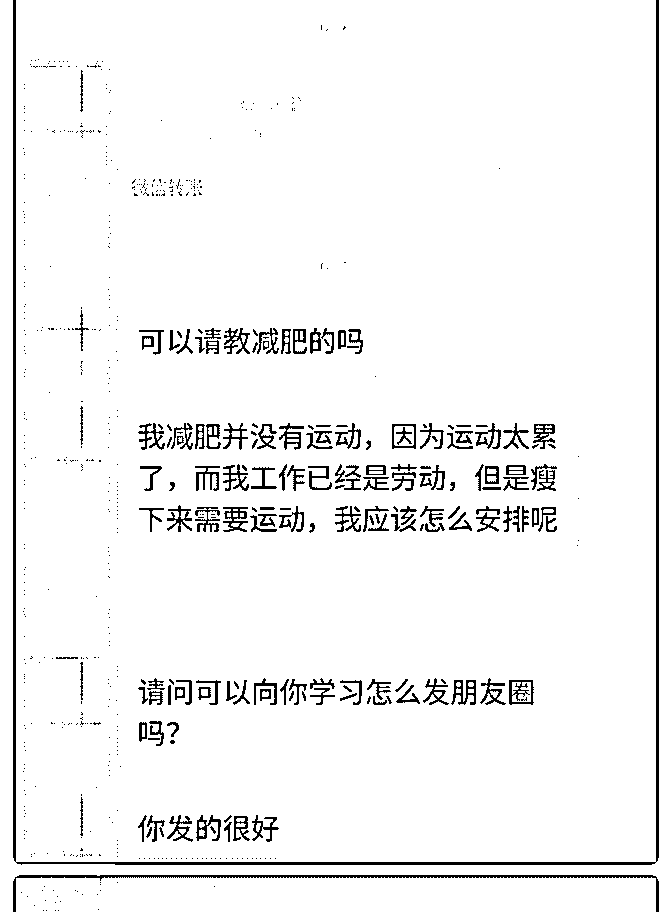 微信转账
可以请教减肥的吗
我减肥并没有运动，因为运动太累
了，而我工作已经是劳动，但是瘦
下来需要运动，我应该怎么安排呢
请问可以向你学习怎么发朋友圈
吗？
你发的很好